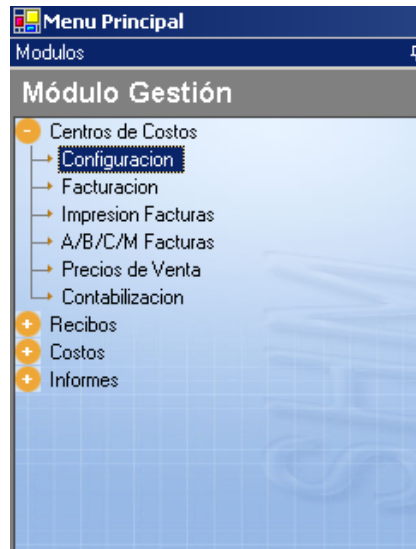 Menu Principal
Modulos
Módulo Gestión
Centros de Costos
Configuracion
Facturacion
Impresion Facturas
A/B/C/M Facturas
Precios de Venta
Contabilizacion
Recibos
Costos
Informes